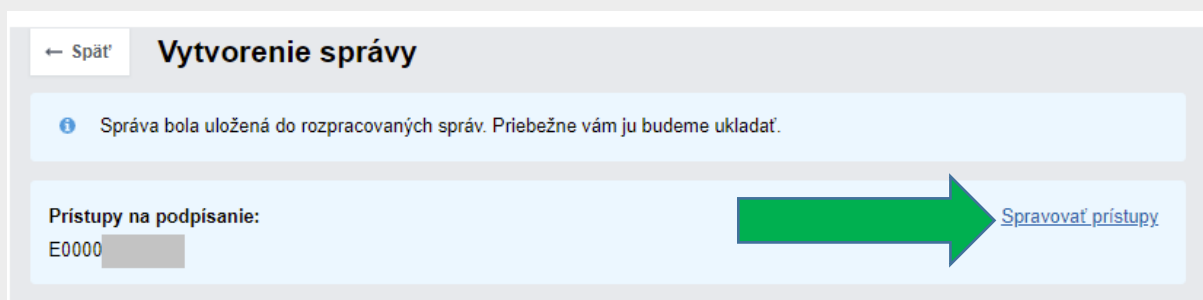 ← Späť
Vytvorenie správy
Správa bola uložená do rozpracovaných správ. Priebežne vám ju budeme ukladať.
Prístupy na podpísanie:
Spravovať prístupy
E0000